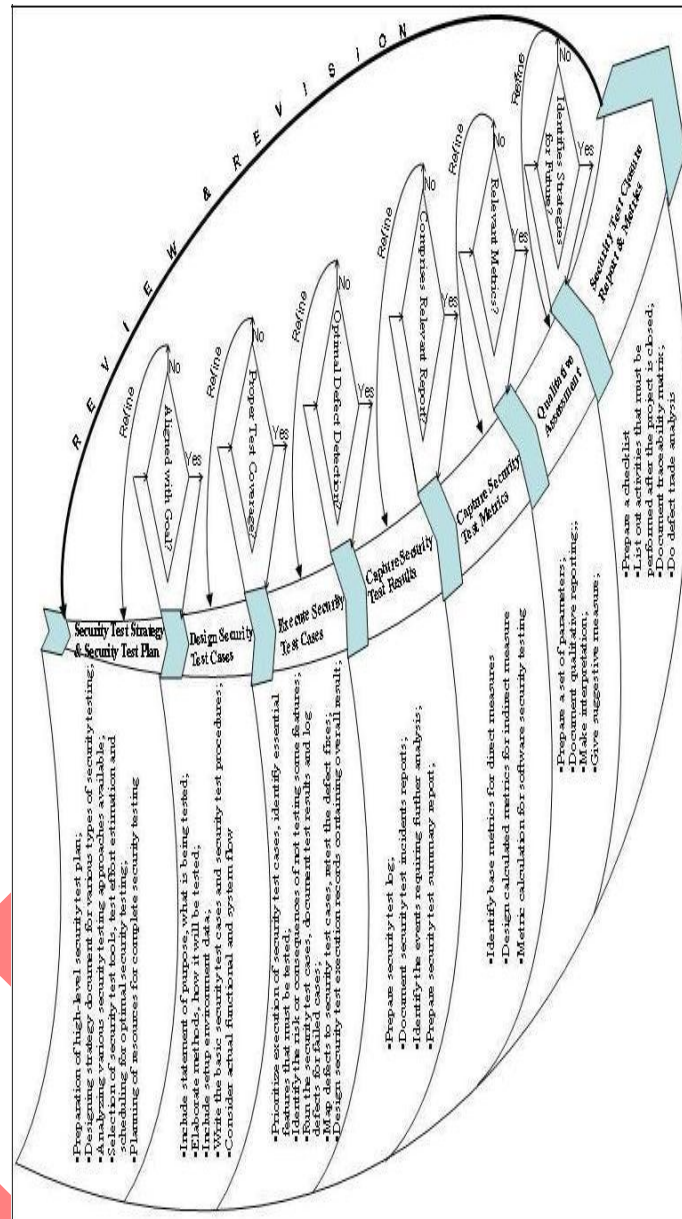 REVIEW & REVISION
Refine
Aligned with Goal?
No
Yes
Security Test Strategy
& Security Test Plan
▪Preparation of high-level security test plan;
▪Designing strategy document for various types of security testing;
▪Analyzing various security testing approaches available;
▪Selection of security test tools, test effort estimation and
scheduling for optimal security testing;
▪Planning of resources for complete security testing
Refine
Proper Test Coverage?
No
Yes
Design Security
Test Cases
▪Include statement of purpose, what is being tested;
▪Elaborate methods, how it will be tested;
▪Include setup environment data;
▪Write the basic security test cases and security test procedures;
▪Consider actual functional and system flow
Refine
Optimal Defect Detection?
No
Yes
Execute Security
Test Cases
▪Prioritize execution of security test cases, identify essential
features that must be tested;
▪Identify the risk or consequences of not testing some features;
▪Run the security test cases, document test results and log
defects for failed cases;
▪Map defects to security test cases, retest the defect fixes;
▪Design security test execution records containing overall result;
Refine
Comprises Relevant Report?
No
Yes
Capture Security
Test Results
▪Prepare security test log;
▪Document security test incidents reports;
▪Identify the events requiring further analysis;
▪Prepare security test summary report;
Refine
Relevant Metrics?
No
Yes
Capture Security
Test Metrics
▪Identify base metrics for direct measures
▪Design calculated metrics for indirect measure
▪Metric calculation for software security testing
Refine
Identifies Strategies
for Future?
No
Yes
Qualitative
Assessment
▪Prepare a set of parameters;
▪Document qualitative reporting;;
▪Make interpretation;
▪Give suggestive measure;
Security Test Closure
Report & Metrics
▪Prepare a checklist
▪List out activities that must be
performed after the project is closed;
▪Document traceability matrix;
▪Do defect trade analysis